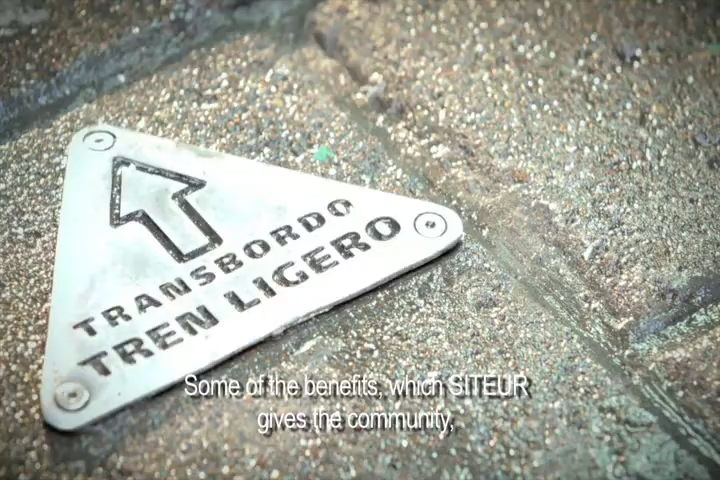 TRANSBORDO
TREN LIGERO
Some of the benefits, which SITEUR
gives the community,